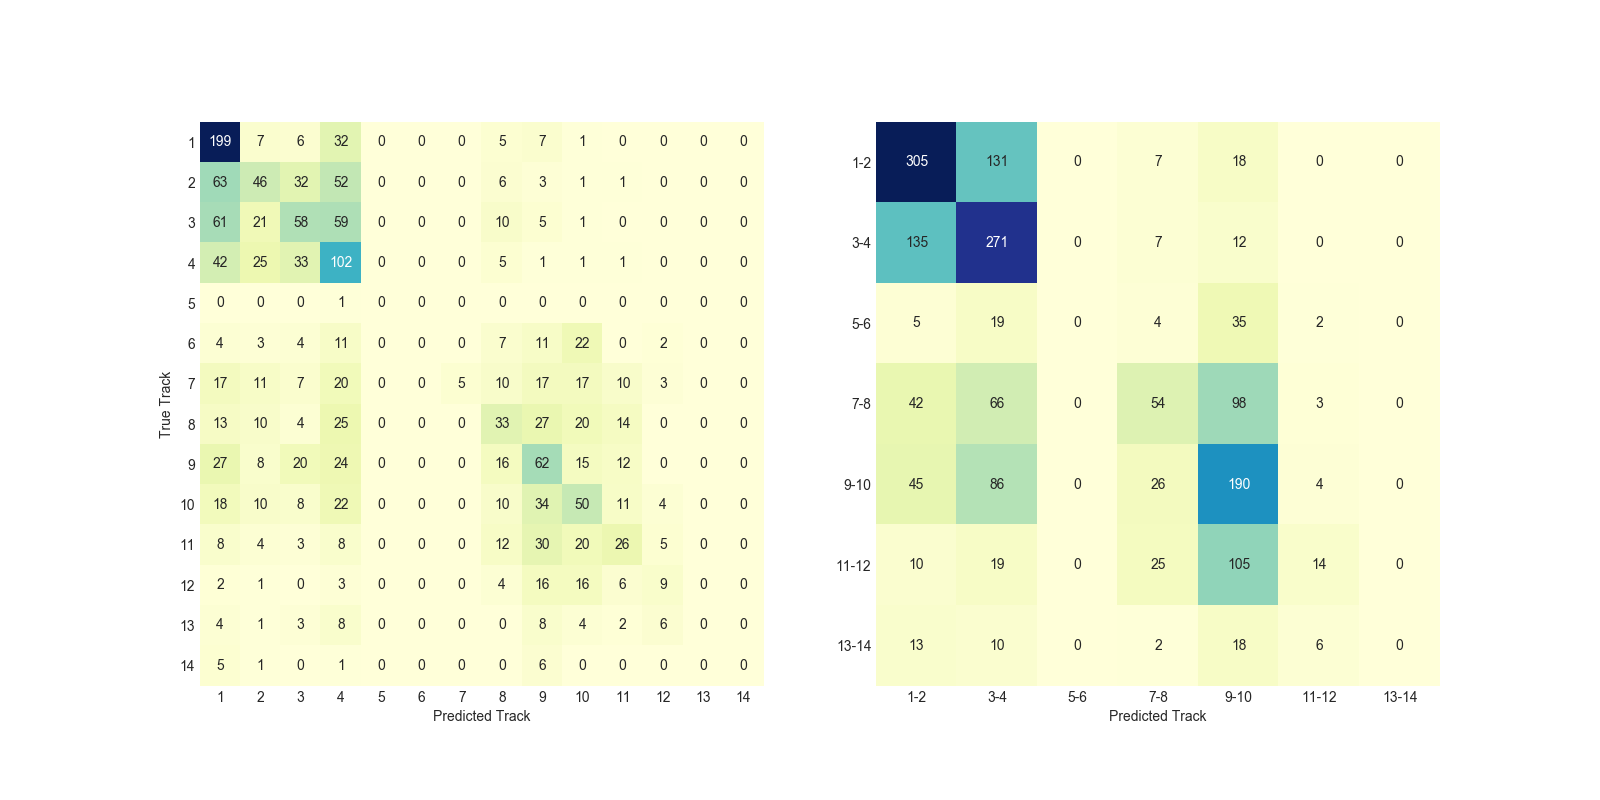 1 199 7 6 32 0 0 0 5 7 1 0 0 0 0
2 63 46 32 52 0 0 0 6 3 1 1 0 0 0
3 61 21 58 59 0 0 0 10 5 1 0 0 0 0
4 42 25 33 102 0 0 0 5 1 1 1 0 0 0
5 0 0 0 1 0 0 0 0 0 0 0 0 0 0
6 4 3 4 11 0 0 0 7 11 22 0 2 0 0
7 17 11 7 20 0 0 5 10 17 17 10 3 0 0
8 13 10 4 25 0 0 0 33 27 20 14 0 0 0
9 27 8 20 24 0 0 0 16 62 15 12 0 0 0
10 18 10 8 22 0 0 0 10 34 50 11 4 0 0
11 8 4 3 8 0 0 0 12 30 20 26 5 0 0
12 2 1 0 3 0 0 0 4 16 16 6 9 0 0
13 4 1 3 8 0 0 0 0 8 4 2 6 0 0
14 5 1 0 1 0 0 0 0 6 0 0 0 0 0
1 2 3 4 5 6 7 8 9 10 11 12 13 14
Predicted Track
True Track
1-2 305 131 0 7 18 0 0
3-4 135 271 0 7 12 0 0
5-6 5 19 0 4 35 2 0
7-8 42 66 0 54 98 3 0
9-10 45 86 0 26 190 4 0
11-12 10 19 0 25 105 14 0
13-14 13 10 0 2 18 6 0
1-2 3-4 5-6 7-8 9-10 11-12 13-14
Predicted Track